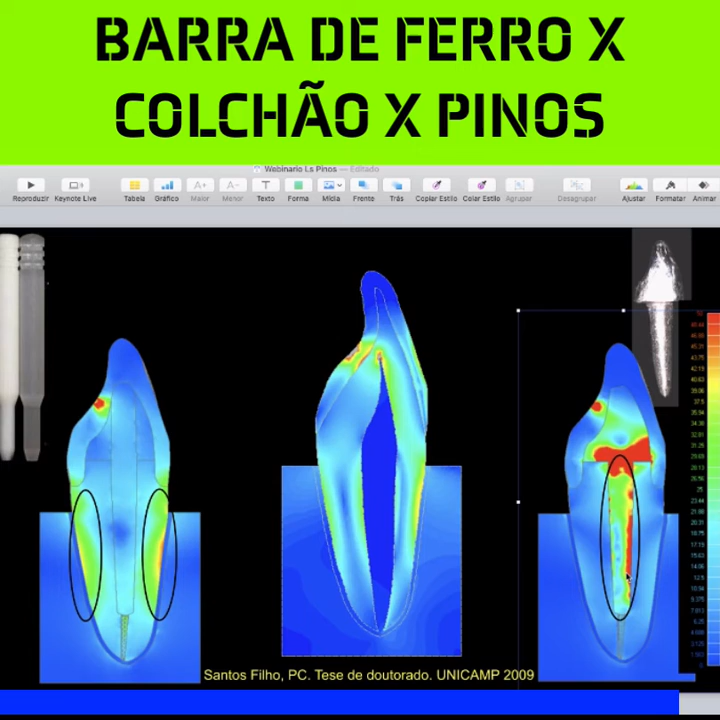 BARRA DE FERRO X
COLCHÃO X PINOS
Webinario Ls Pinos — Editado
Reproduzir Keynote Live Tabela Gráfico Maior Menor Texto Forma Mídia Frente Trás Copiar Estilo Colar Estilo Agrupar Desagrupar Ajustar Formatar Animar
Santos Filho, PC. Tese de doutorado. UNICAMP 2009